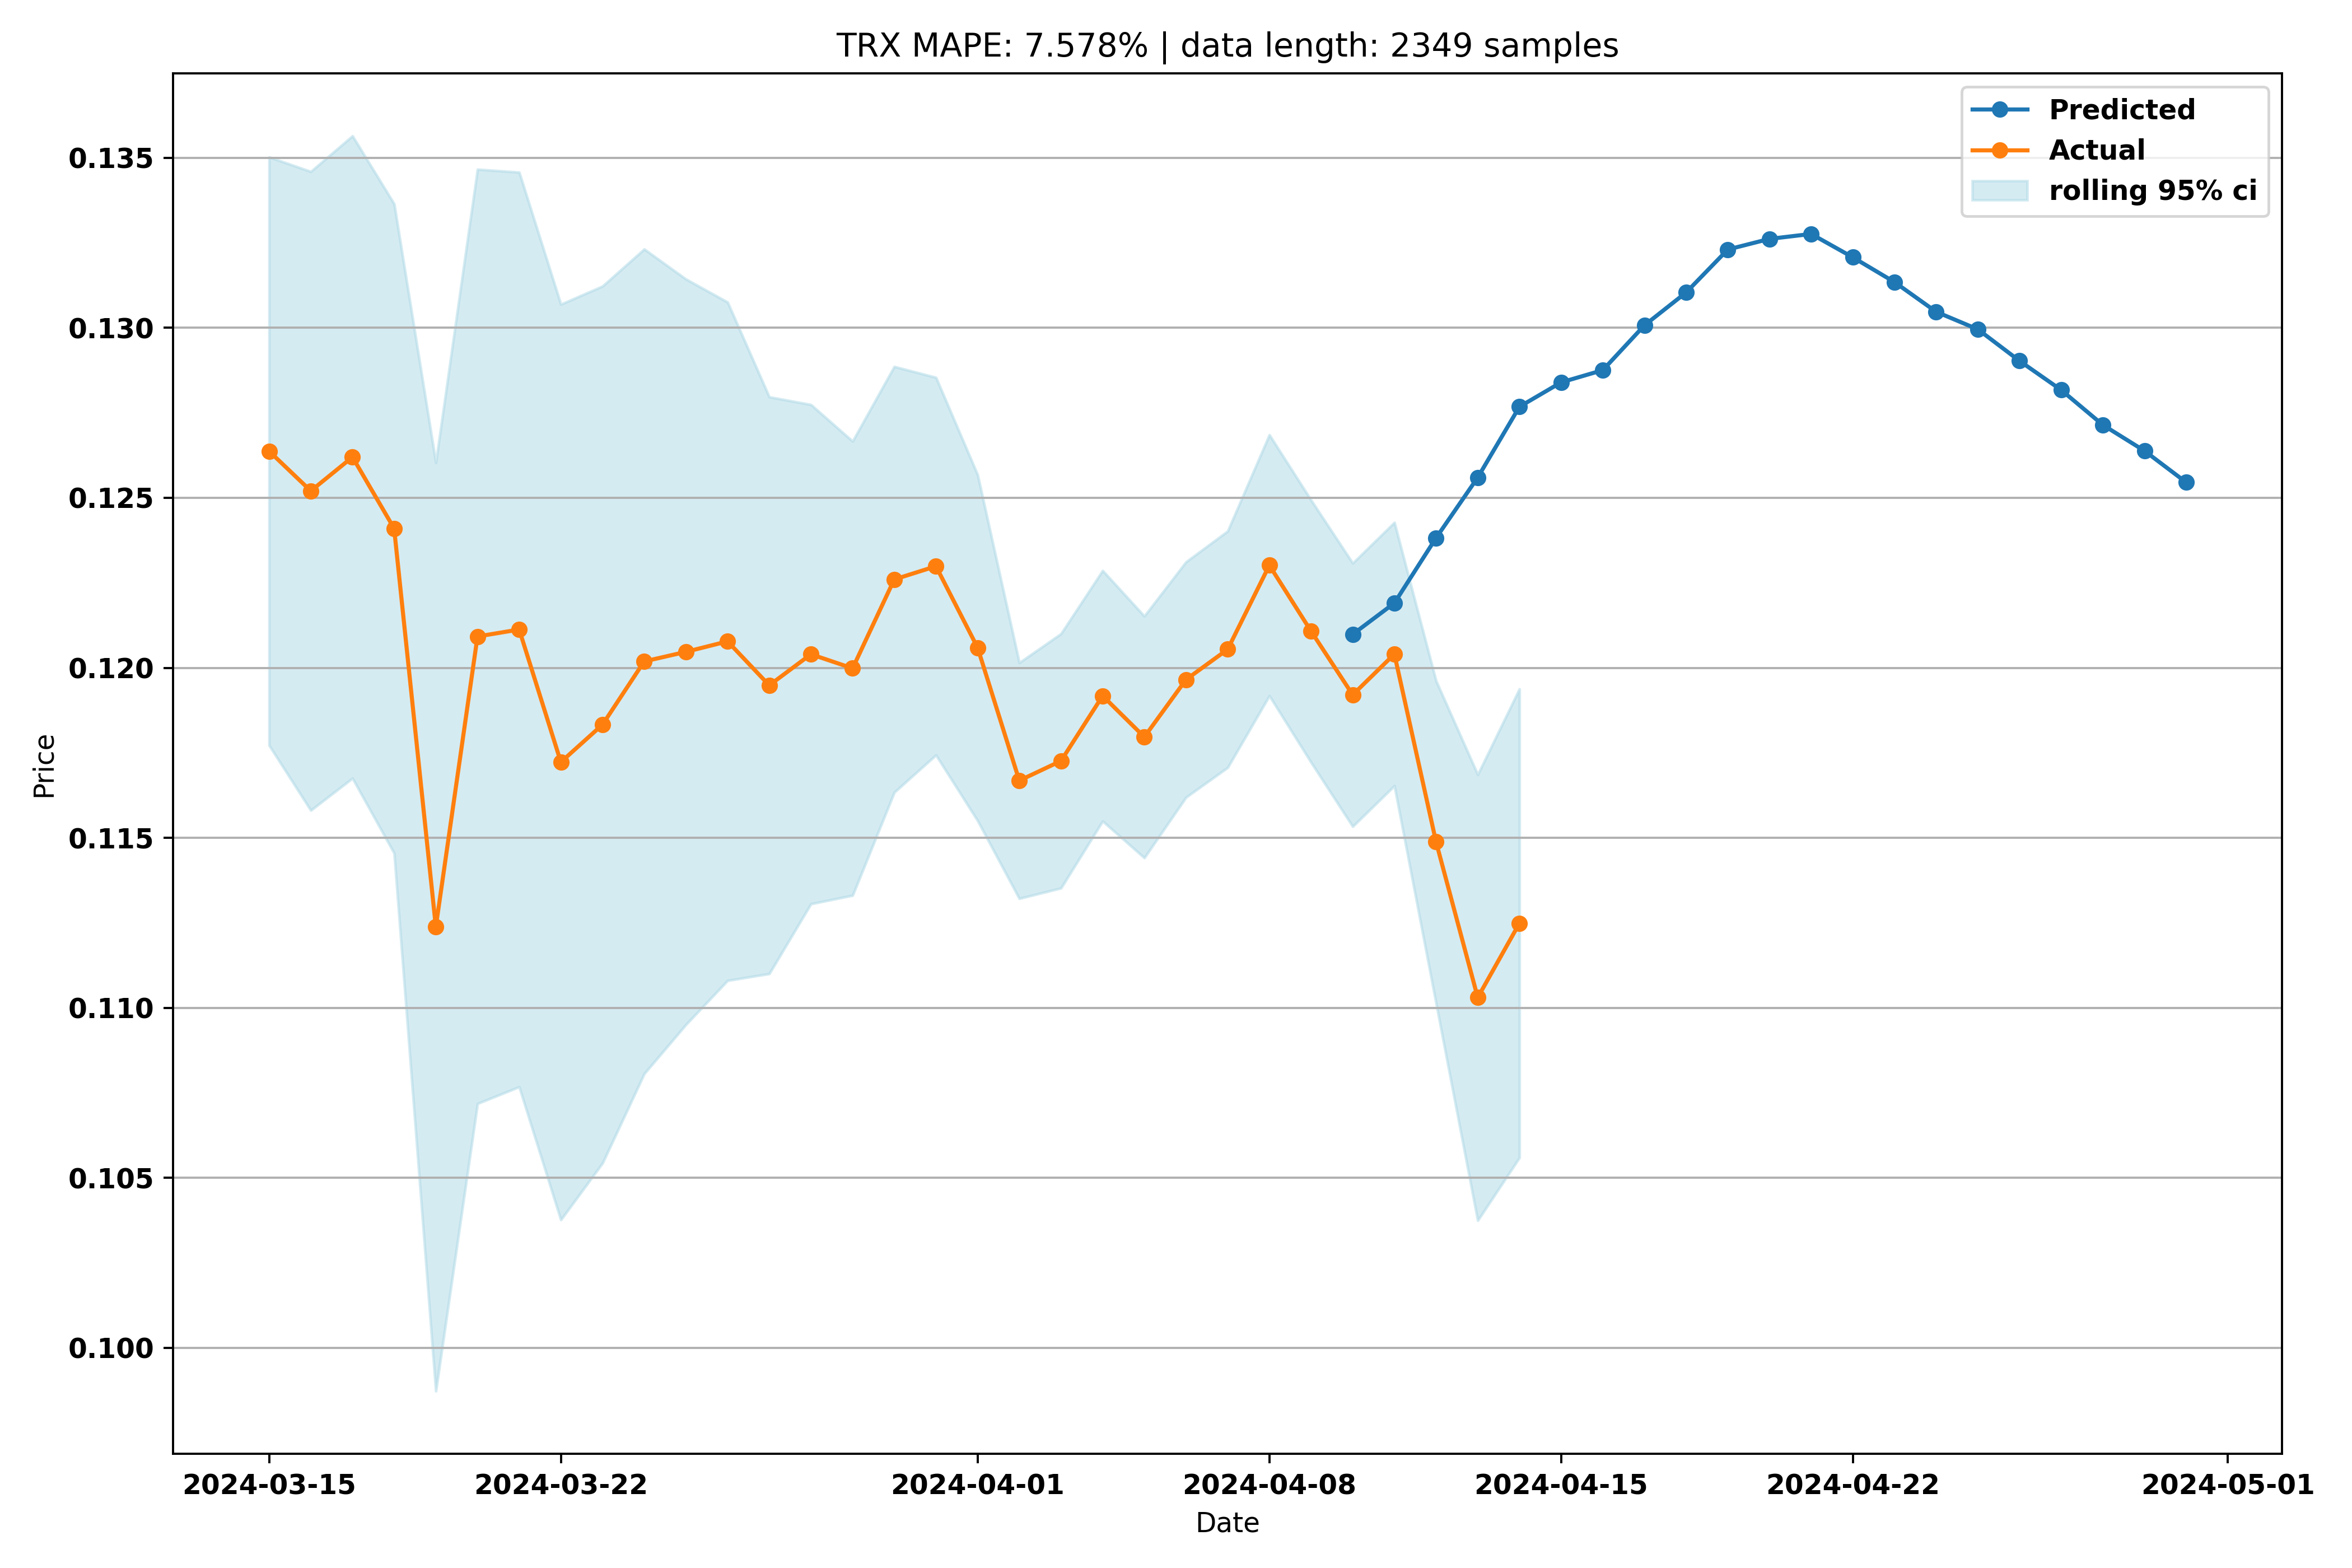 TRX MAPE: 7.578% | data length: 2349 samples
Predicted
Actual
rolling 95% ci
Price
0.135
0.130
0.125
0.120
0.115
0.110
0.105
0.100
2024-03-15 2024-03-22 2024-04-01 2024-04-08 2024-04-15 2024-04-22 2024-05-01
Date